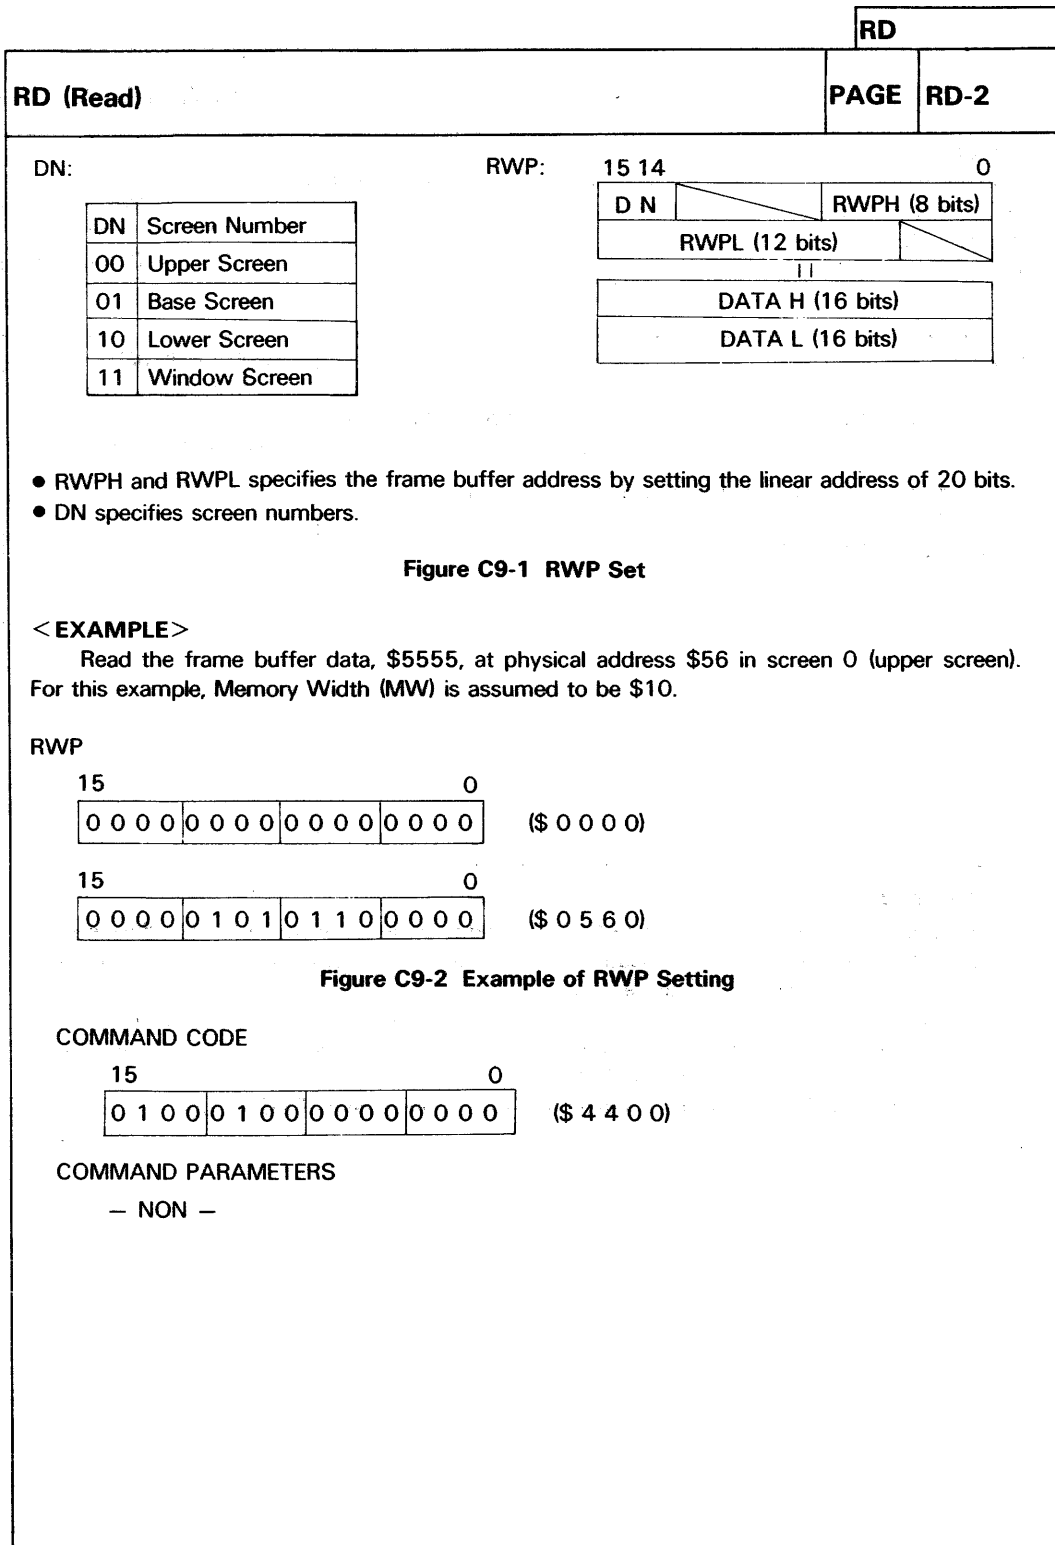 RD
RD (Read) PAGE RD-2
DN:
DN Screen Number
00 Upper Screen
01 Base Screen
10 Lower Screen
11 Window Screen
RWP: 15 14 0
D N RWPH (8 bits)
RWPL (12 bits)
DATA H (16 bits)
DATA L (16 bits)
● RWPH and RWPL specifies the frame buffer address by setting the linear address of 20 bits.
● DN specifies screen numbers.
Figure C9-1 RWP Set
<EXAMPLE>
Read the frame buffer data, $5555, at physical address $56 in screen 0 (upper screen).
For this example, Memory Width (MW) is assumed to be $10.
RWP
15 0
0 0 0 0 0 0 0 0 0 0 0 0 0 0 0 0 ($ 0 0 0 0)
15 0
0 0 0 0 0 1 0 1 0 1 1 0 0 0 0 0 ($ 0 5 6 0)
Figure C9-2 Example of RWP Setting
COMMAND CODE
15 0
0 1 0 0 0 1 0 0 0 0 0 0 0 0 0 0 ($ 4 4 0 0)
COMMAND PARAMETERS
— NON —